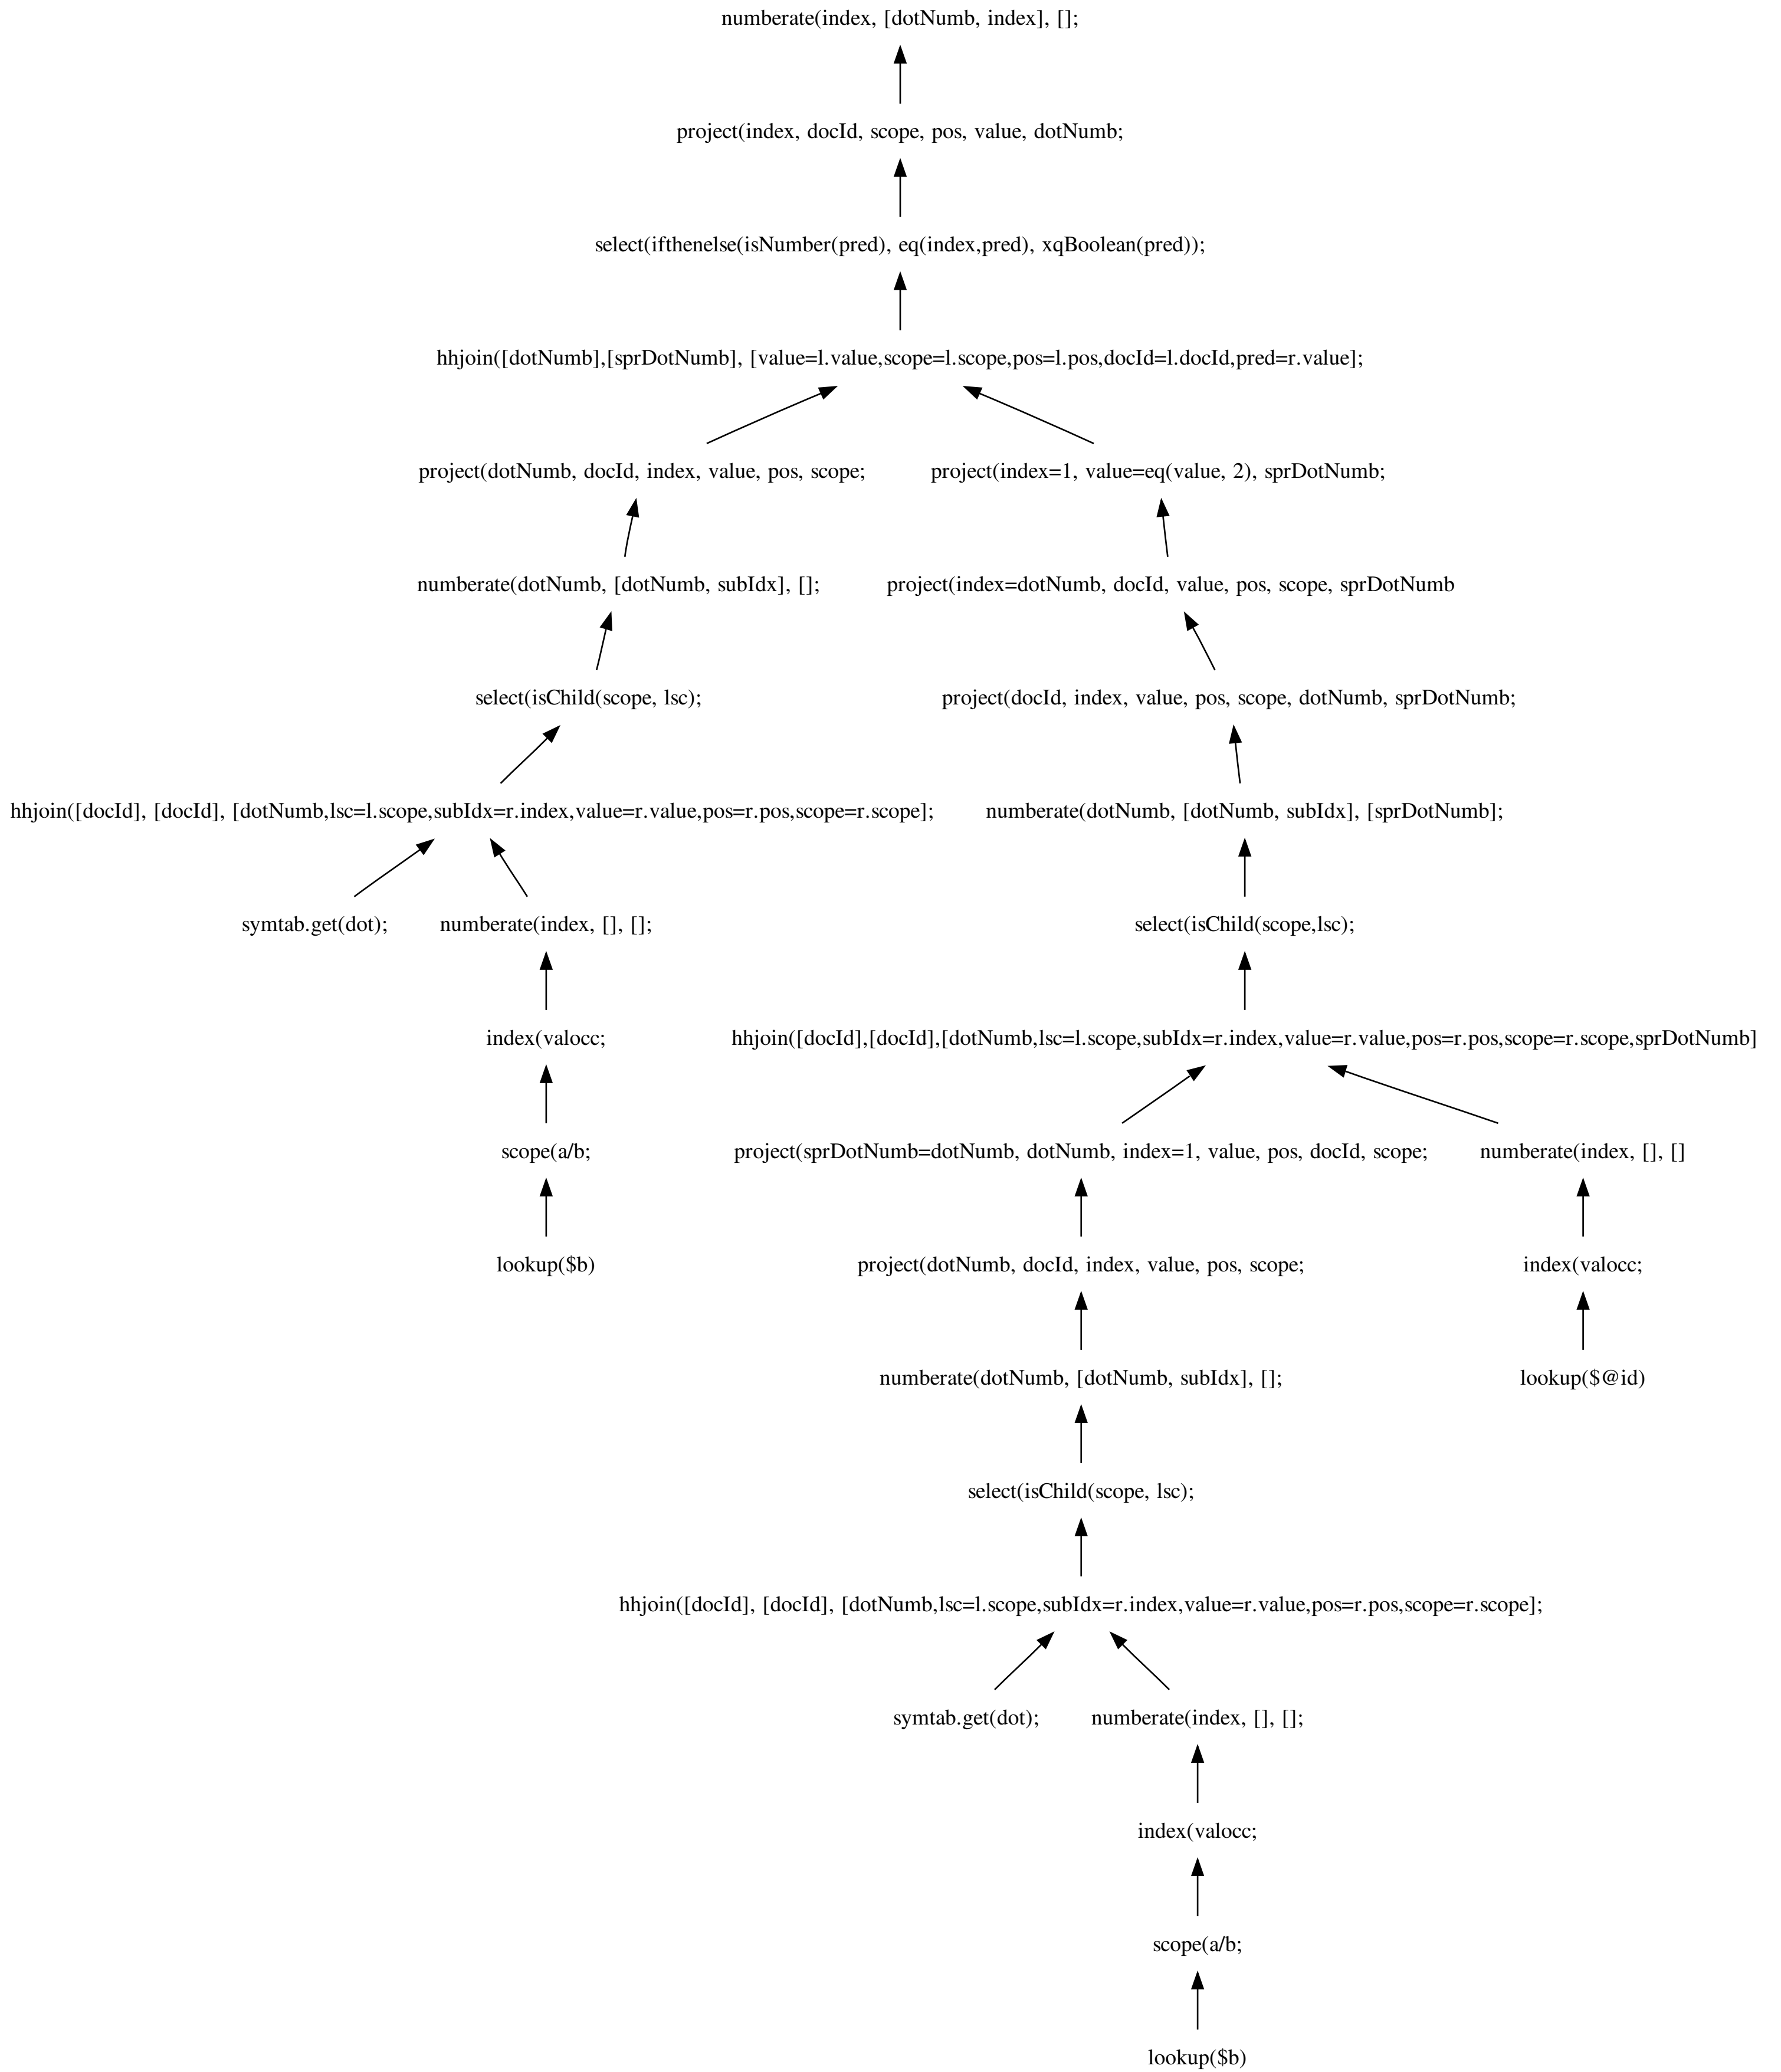 numberate(index, [dotNumb, index], [];
project(index, docId, scope, pos, value, dotNumb;
select(ifthenelse(isNumber(pred), eq(index,pred), xqBoolean(pred));
hhjoin([dotNumb],[sprDotNumb], [value=l.value,scope=l.scope,pos=l.pos,docId=l.docId,pred=r.value];
project(dotNumb, docId, index, value, pos, scope;
project(index=1, value=eq(value, 2), sprDotNumb;
numberate(dotNumb, [dotNumb, subIdx], [];
project(index=dotNumb, docId, value, pos, scope, sprDotNumb
select(isChild(scope, lsc);
project(docId, index, value, pos, scope, dotNumb, sprDotNumb;
hhjoin([docId], [docId], [dotNumb,lsc=l.scope,subIdx=r.index,value=r.value,pos=r.pos,scope=r.scope];
numberate(dotNumb, [dotNumb, subIdx], [sprDotNumb];
symtab.get(dot);
numberate(index, [], [];
select(isChild(scope,lsc);
index(valocc;
hhjoin([docId],[docId],[dotNumb,lsc=l.scope,subIdx=r.index,value=r.value,pos=r.pos,scope=r.scope,sprDotNumb]
scope(a/b;
project(sprDotNumb=dotNumb, dotNumb, index=1, value, pos, docId, scope;
numberate(index, [], []
lookup($b)
project(dotNumb, docId, index, value, pos, scope;
index(valocc;
numberate(dotNumb, [dotNumb, subIdx], [];
lookup($@id)
select(isChild(scope, lsc);
hhjoin([docId], [docId], [dotNumb,lsc=l.scope,subIdx=r.index,value=r.value,pos=r.pos,scope=r.scope];
symtab.get(dot);
numberate(index, [], [];
index(valocc;
scope(a/b;
lookup($b)